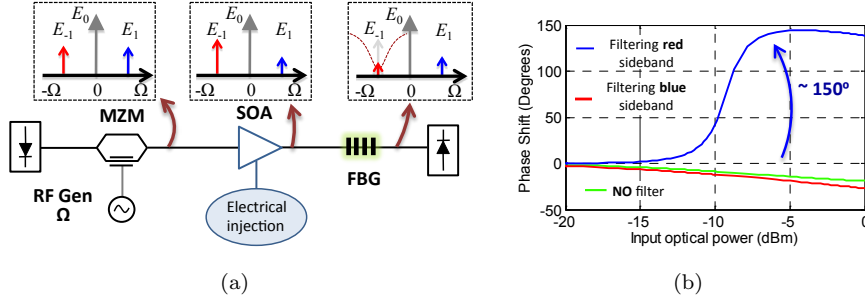 E₀
E₋₁
E₁
-Ω 0 Ω
E₀
E₋₁
E₁
-Ω 0 Ω
E₀
E₋₁
E₁
-Ω 0 Ω
MZM
SOA
FBG
RF Gen
Ω
Electrical
injection
(a)
Phase Shift (Degrees)
150
100
50
0
-50
-20 -15 -10 -5 0
Input optical power (dBm)
Filtering red
sideband
Filtering blue
sideband
NO filter
~ 150º
(b)